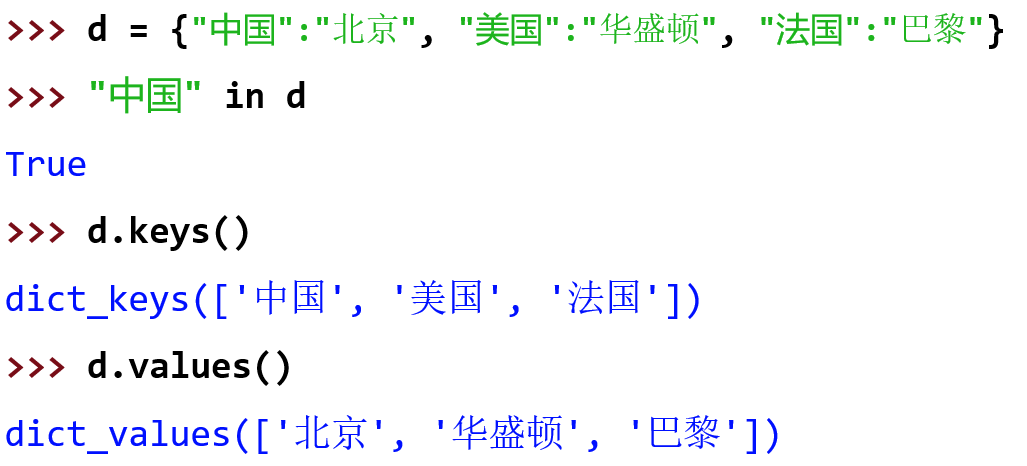 >>> d = {"中国":"北京", "美国":"华盛顿", "法国":"巴黎"}
>>> "中国" in d
True
>>> d.keys()
dict_keys(['中国', '美国', '法国'])
>>> d.values()
dict_values(['北京', '华盛顿', '巴黎'])